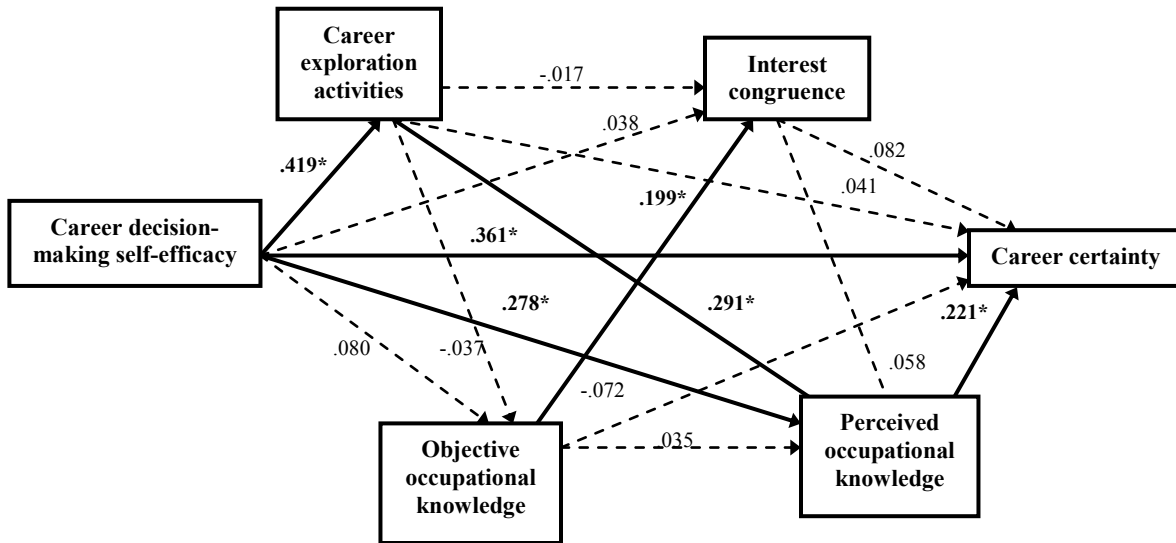 Career
exploration
activities
Interest
congruence
-.017
.038
.082
.419*
.199*
.041
Career decision-
making self-efficacy
.361*
Career certainty
.278*
.291*
.221*
.080
-.037
-.072
.058
Objective
occupational
knowledge
.035
Perceived
occupational
knowledge